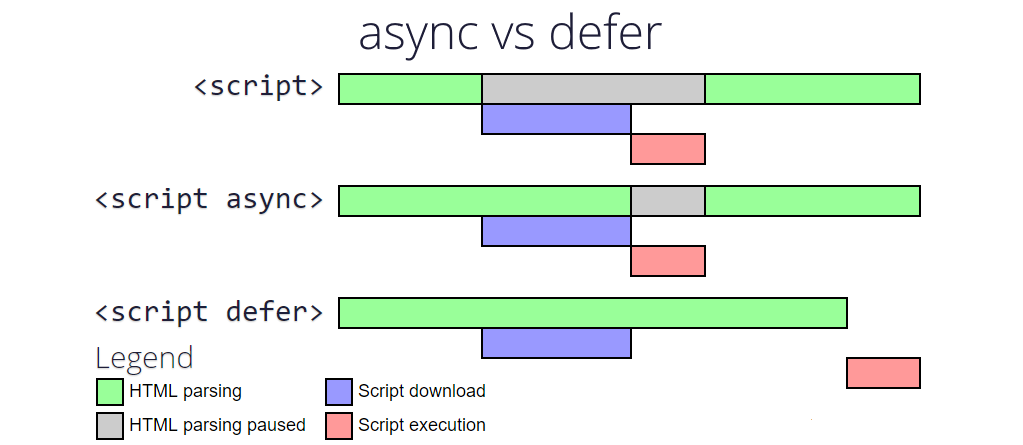 async vs defer
<script>
<script async>
<script defer>
Legend
HTML parsing
Script download
HTML parsing paused
Script execution